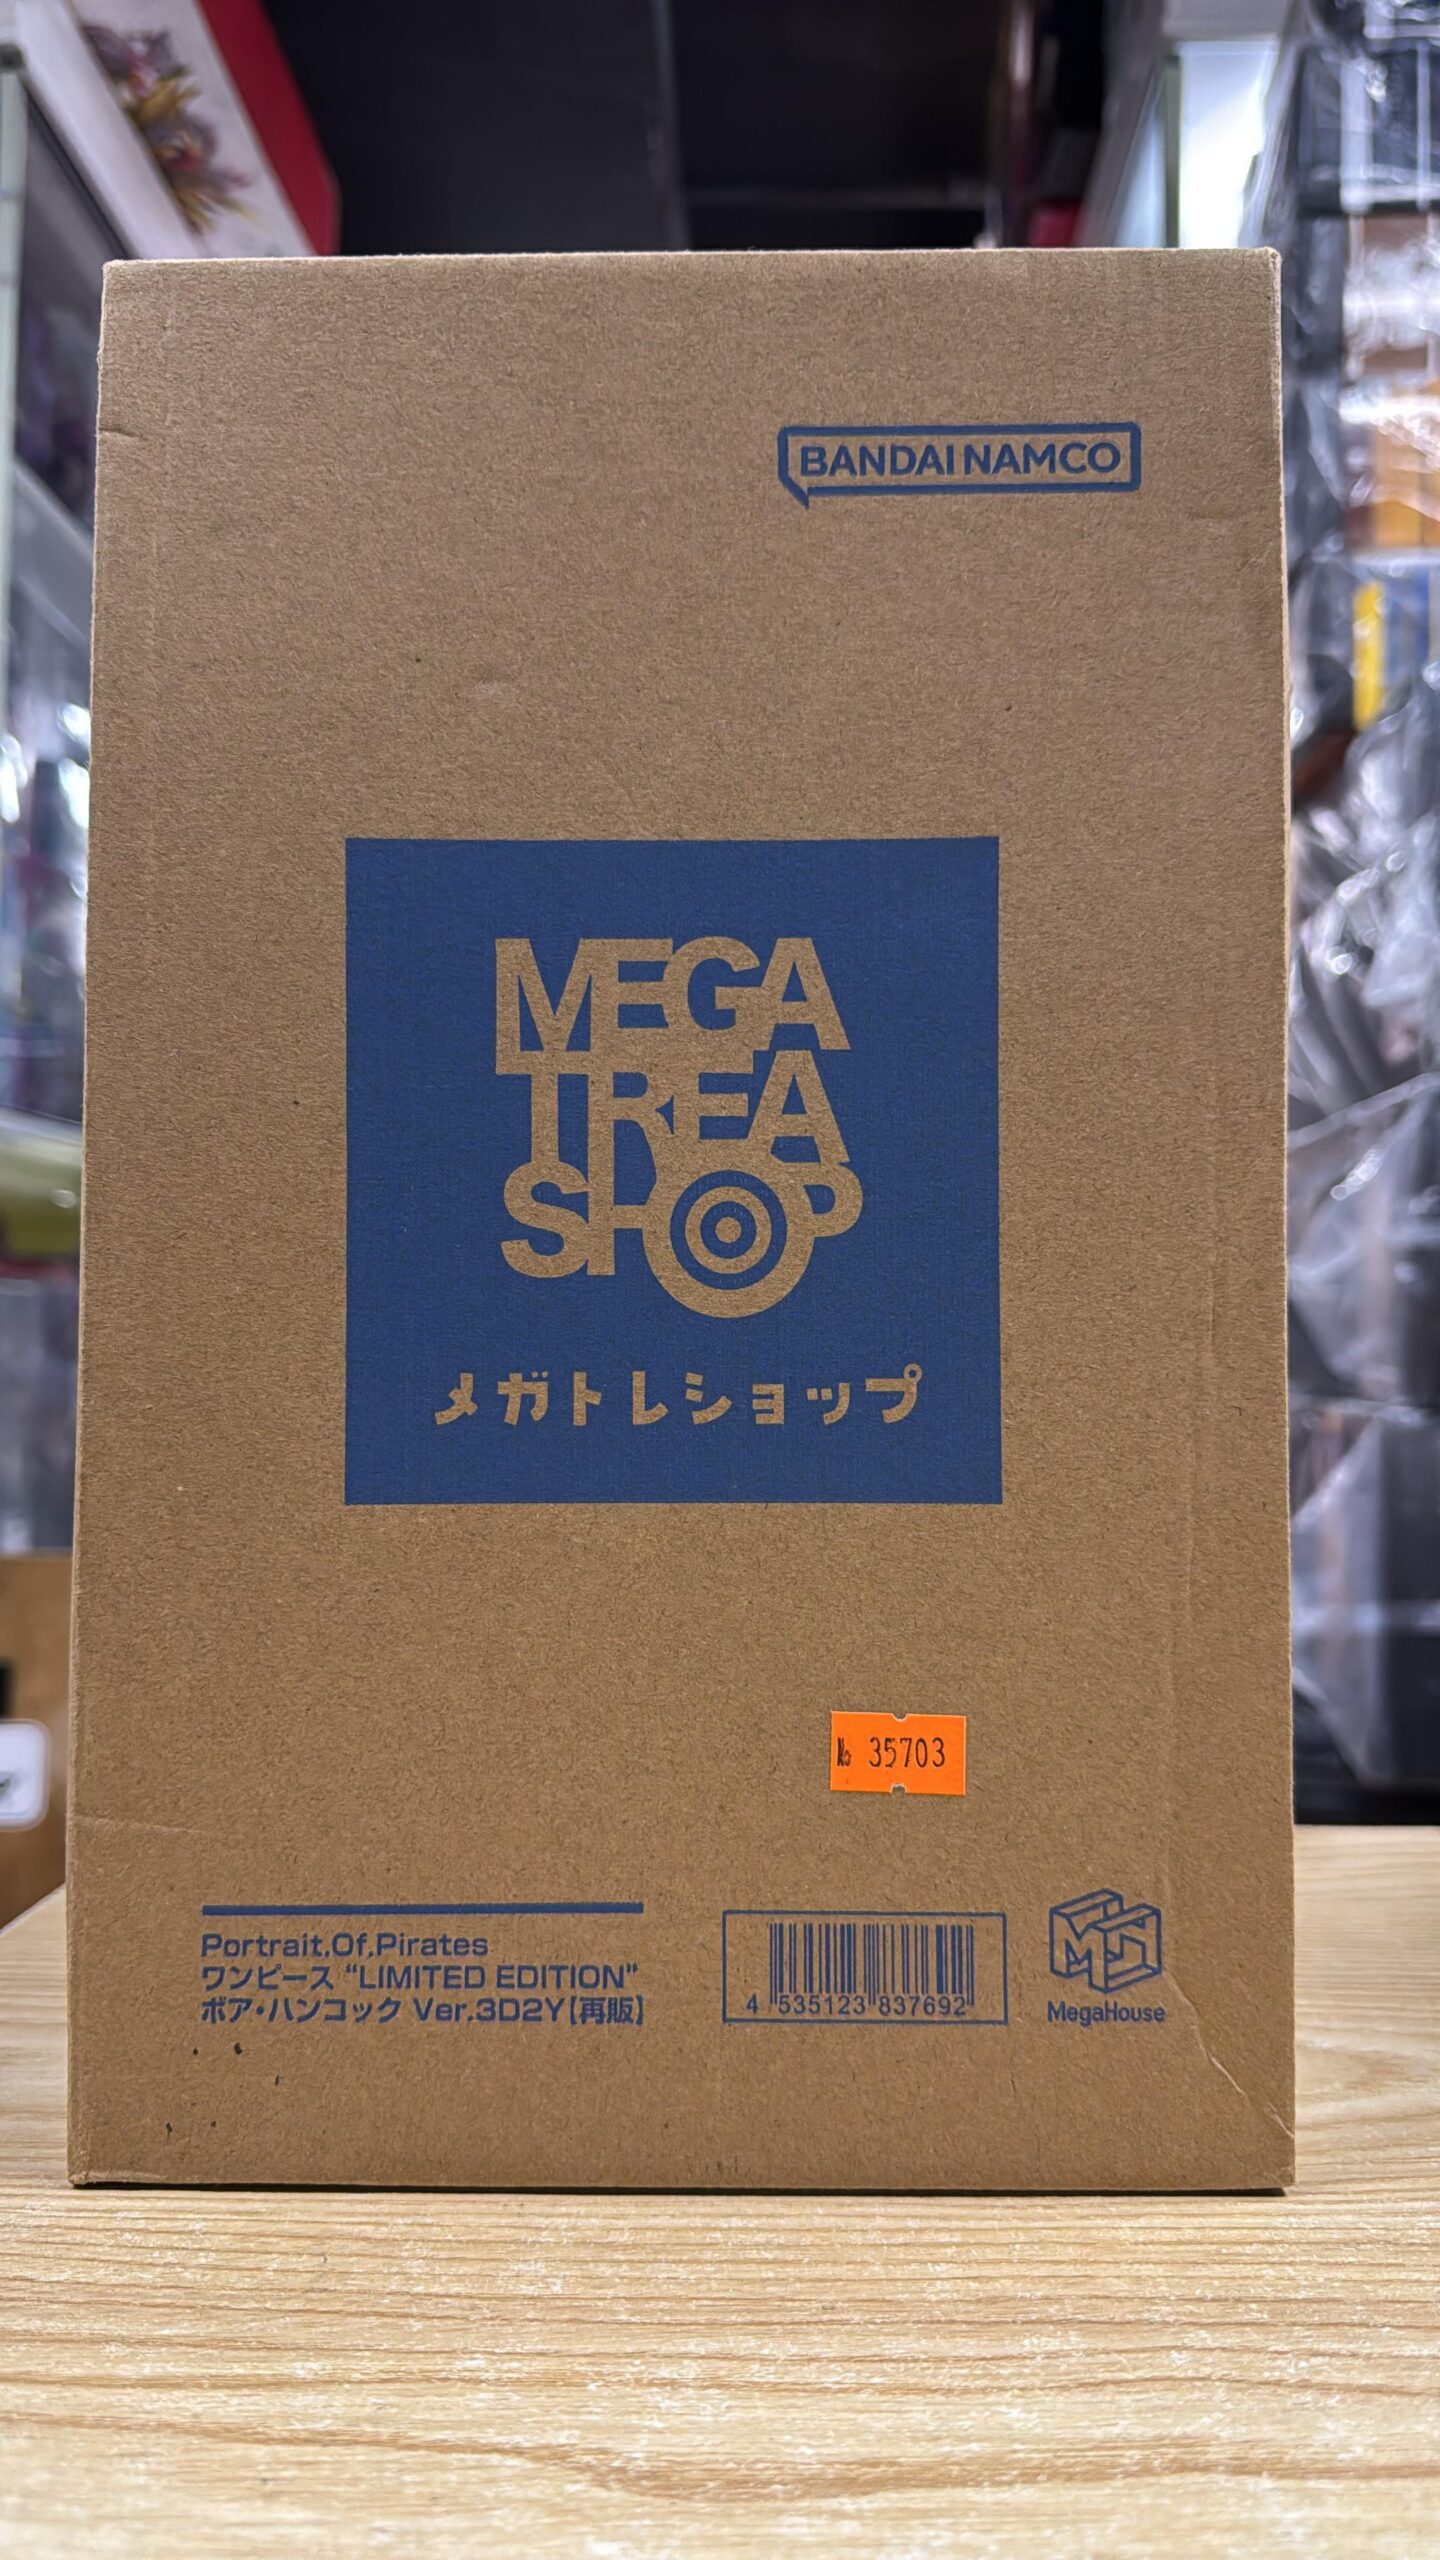 BANDAI NAMCO
MEGA
TREA
SHOP
メガトレショップ
№ 35703
Portrait.Of.Pirates
ワンピース “LIMITED EDITION”
ボア・ハンコック Ver.3D2Y【再販】
4 535123 837692
MegaHouse